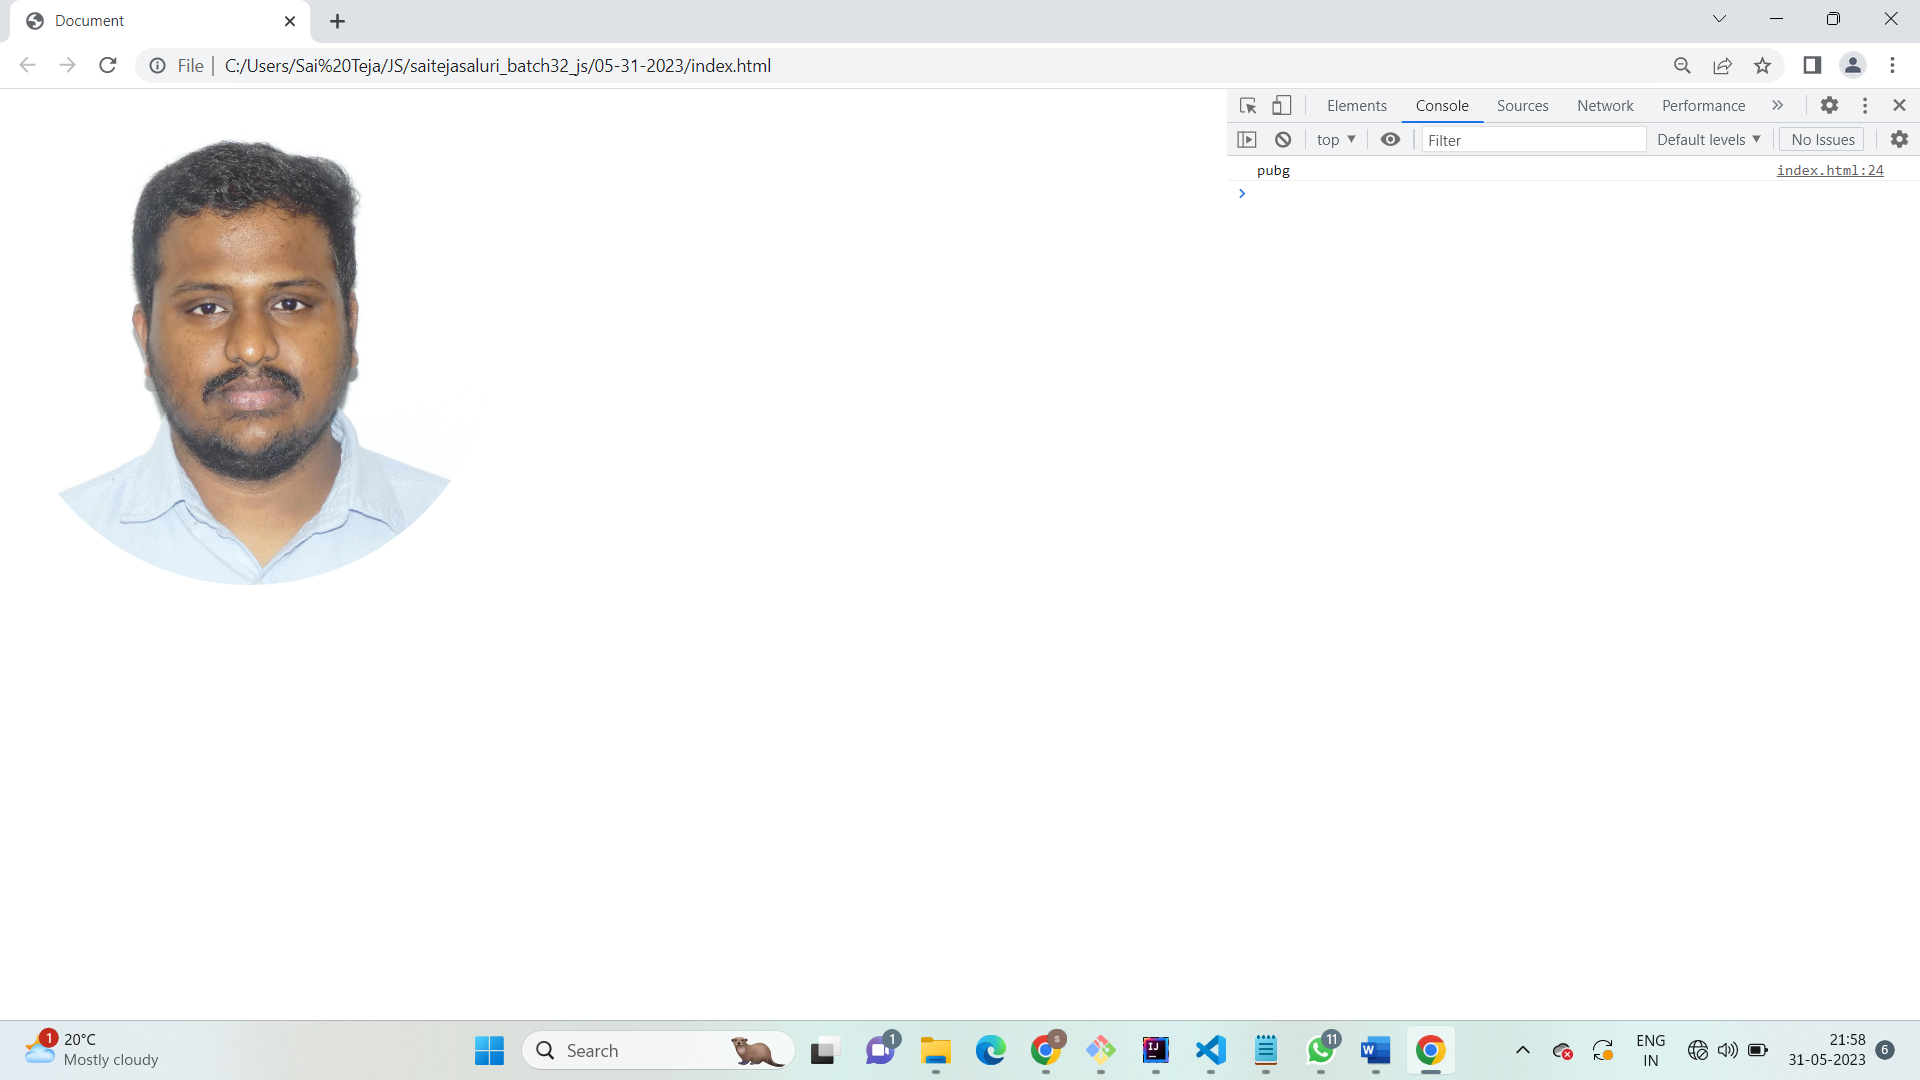 Document
File | C:/Users/Sai%20Teja/JS/saitejasaluri_batch32_js/05-31-2023/index.html
Elements Console Sources Network Performance »
top Filter Default levels No Issues
pubg index.html:24
1 20°C
Mostly cloudy
Search
1
S
IJ
11
W
ENG
IN
21:58
31-05-2023
6